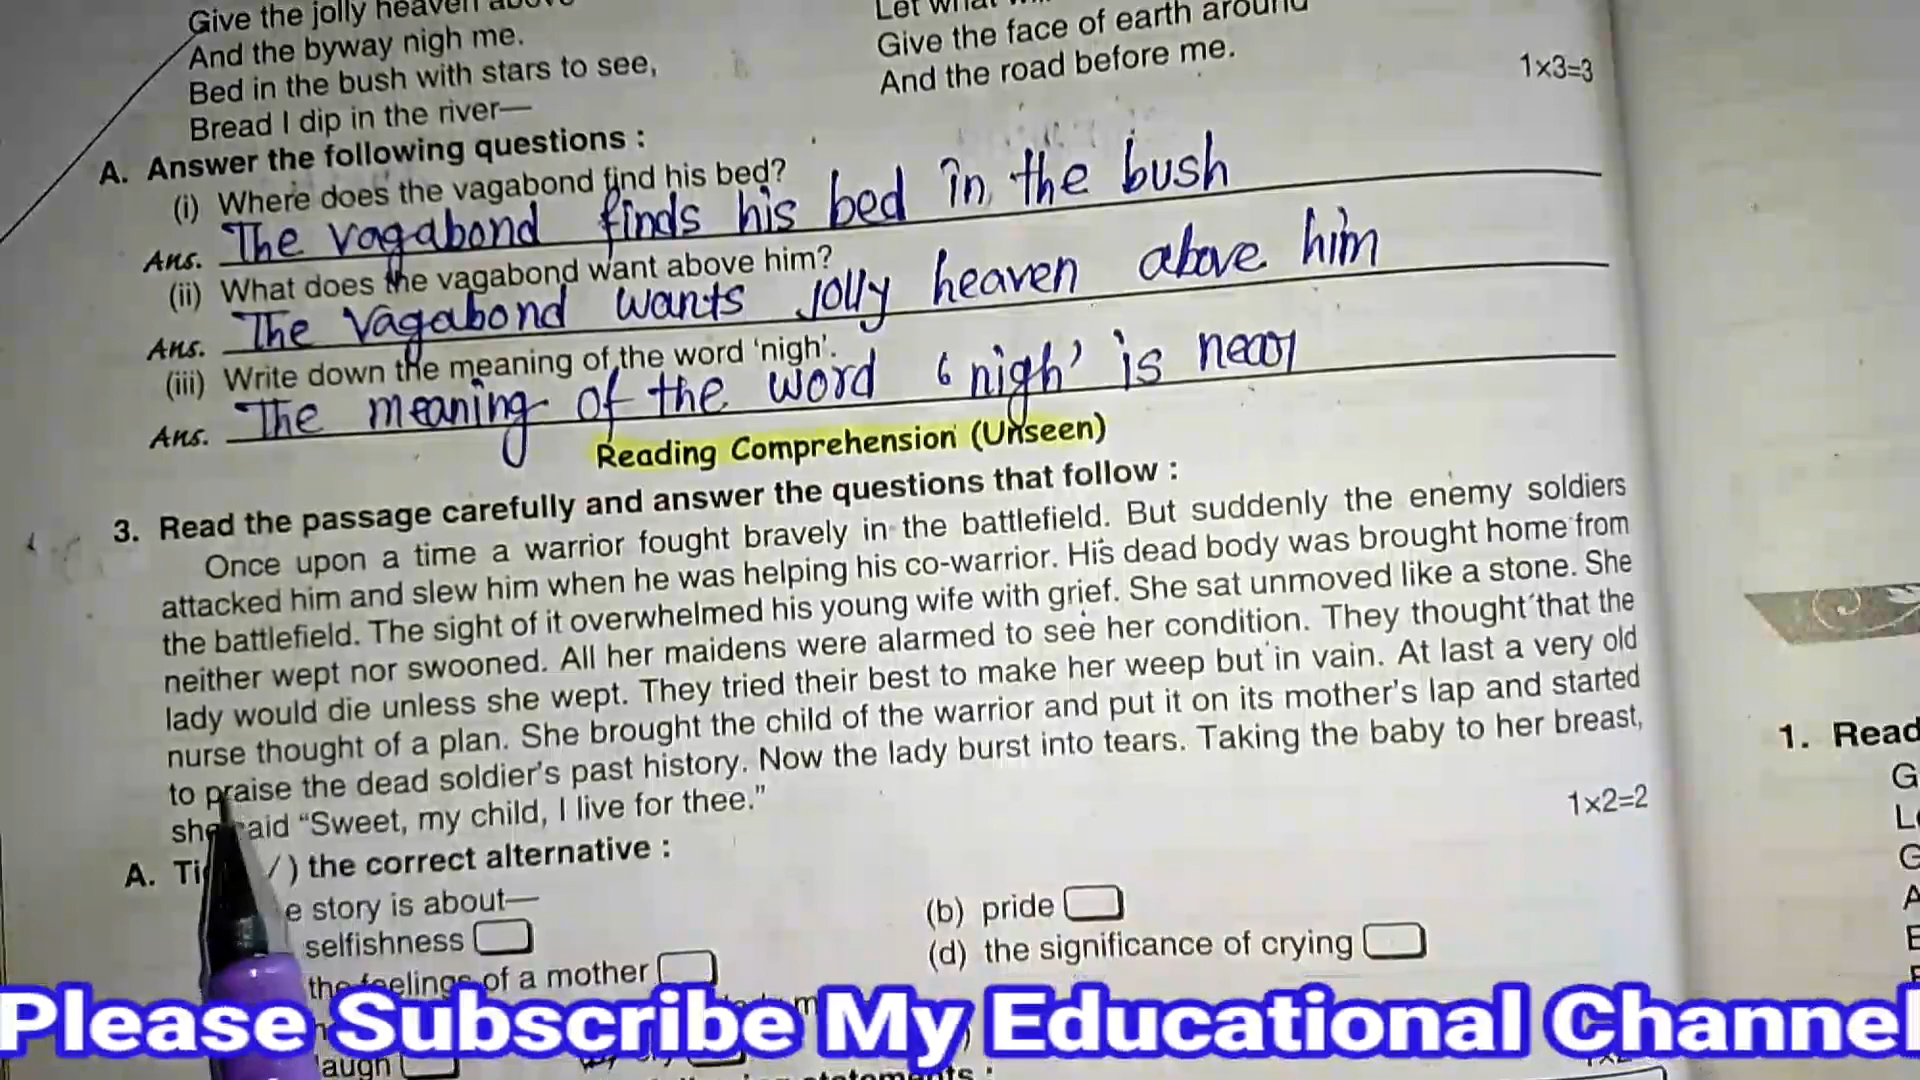 Give the jolly heaven above
And the byway nigh me.
Bed in the bush with stars to see,
Bread I dip in the river—
Let what
Give the face of earth around
And the road before me.
1×3=3
A. Answer the following questions :
(i) Where does the vagabond find his bed?
Ans. The vagabond finds his bed in the bush
(ii) What does the vagabond want above him?
Ans. The vagabond wants jolly heaven above him
(iii) Write down the meaning of the word 'nigh'.
Ans. The meaning of the word 'nigh' is near
Reading Comprehension (Unseen)
3. Read the passage carefully and answer the questions that follow :
Once upon a time a warrior fought bravely in the battlefield. But suddenly the enemy soldiers
attacked him and slew him when he was helping his co-warrior. His dead body was brought home from
the battlefield. The sight of it overwhelmed his young wife with grief. She sat unmoved like a stone. She
neither wept nor swooned. All her maidens were alarmed to see her condition. They thought that the
lady would die unless she wept. They tried their best to make her weep but in vain. At last a very old
nurse thought of a plan. She brought the child of the warrior and put it on its mother's lap and started
to praise the dead soldier's past history. Now the lady burst into tears. Taking the baby to her breast,
she said “Sweet, my child, I live for thee.”
1×2=2
A. Ti /) the correct alternative :
e story is about—
selfishness
(b) pride
the feelings of a mother
(d) the significance of crying
augh
1. Read
Please Subscribe My Educational Channel